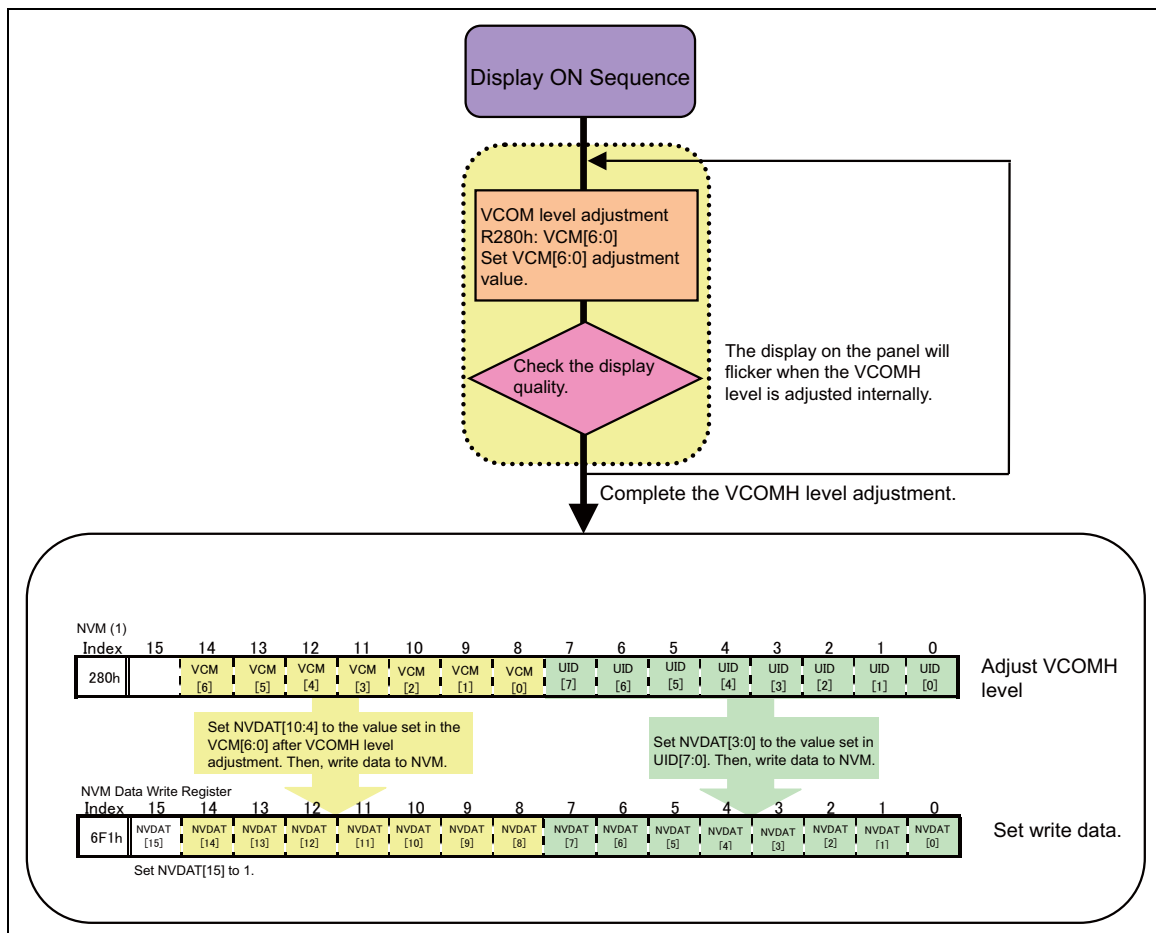 Display ON Sequence
VCOM level adjustment
R280h: VCM[6:0]
Set VCM[6:0] adjustment
value.
Check the display
quality.
The display on the panel will
flicker when the VCOMH
level is adjusted internally.
Complete the VCOMH level adjustment.
NVM (1)
Index 15 14 13 12 11 10 9 8 7 6 5 4 3 2 1 0
280h VCM [6] VCM [5] VCM [4] VCM [3] VCM [2] VCM [1] VCM [0] UID [7] UID [6] UID [5] UID [4] UID [3] UID [2] UID [1] UID [0]
Adjust VCOMH
level
Set NVDAT[10:4] to the value set in the
VCM[6:0] after VCOMH level
adjustment. Then, write data to NVM.
Set NVDAT[3:0] to the value set in
UID[7:0]. Then, write data to NVM.
NVM Data Write Register
Index 15 14 13 12 11 10 9 8 7 6 5 4 3 2 1 0
6F1h NVDAT [15] NVDAT [14] NVDAT [13] NVDAT [12] NVDAT [11] NVDAT [10] NVDAT [9] NVDAT [8] NVDAT [7] NVDAT [6] NVDAT [5] NVDAT [4] NVDAT [3] NVDAT [2] NVDAT [1] NVDAT [0]
Set write data.
Set NVDAT[15] to 1.